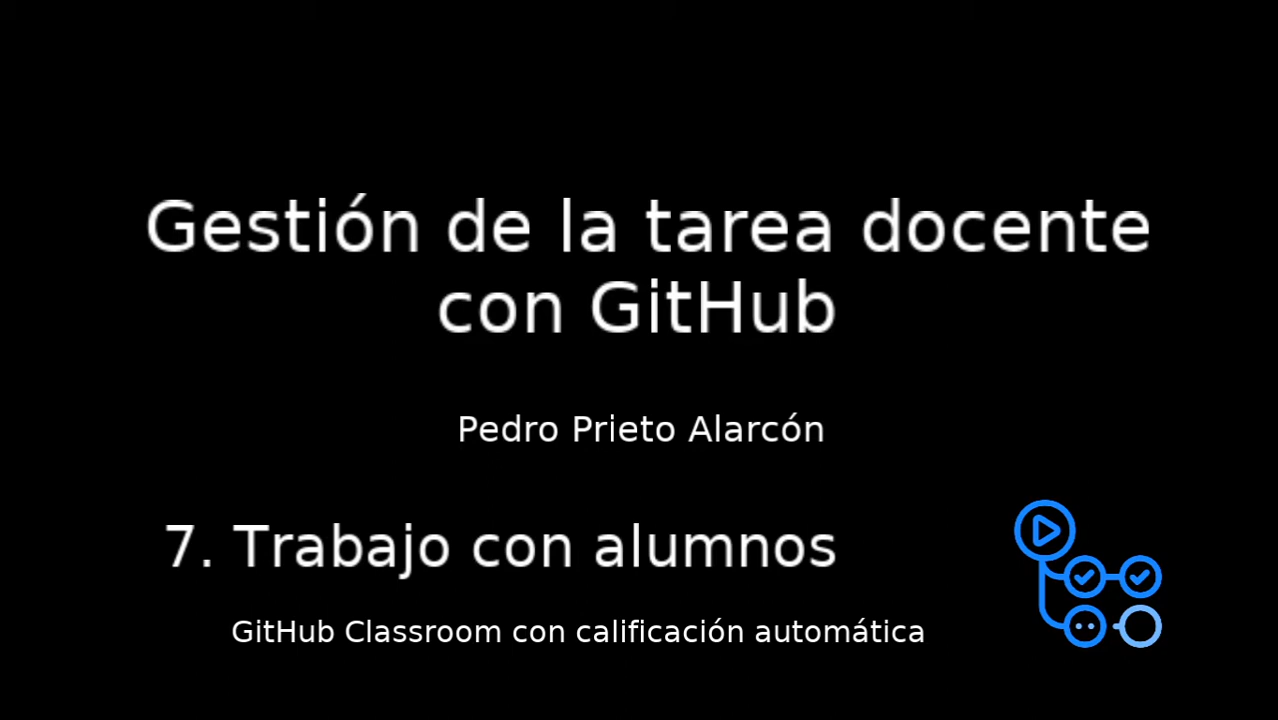 Gestión de la tarea docente
con GitHub
Pedro Prieto Alarcón
7. Trabajo con alumnos
GitHub Classroom con calificación automática